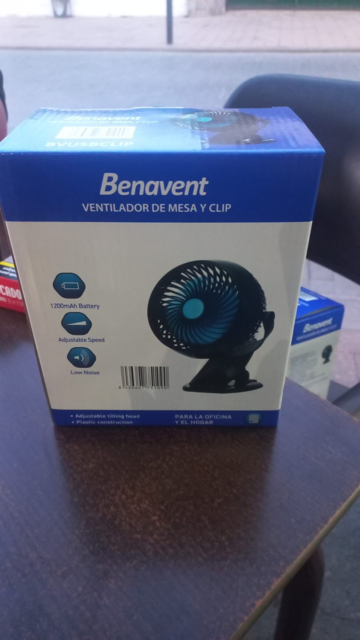 BVUSBCLIP
Benavent
VENTILADOR DE MESA Y CLIP
1200mAh Battery
Adjustable Speed
Low Noise
• Adjustable tilting head
• Plastic construction
PARA LA OFICINA
Y EL HOGAR
Benavent